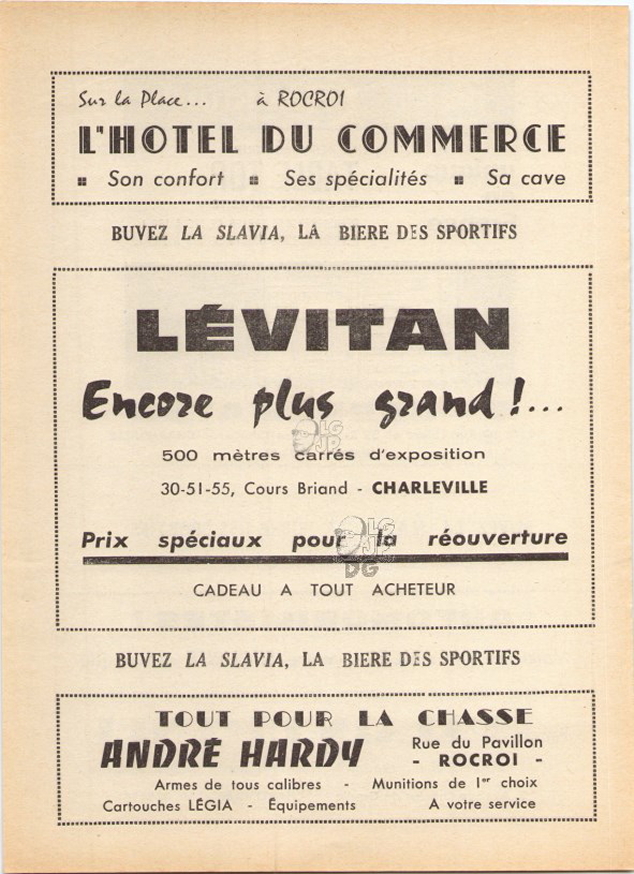 Sur la Place... à ROCROI
L'HOTEL DU COMMERCE
▪ Son confort ▪ Ses spécialités ▪ Sa cave
BUVEZ LA SLAVIA, LA BIERE DES SPORTIFS
LÉVITAN
Encore plus grand !...
500 mètres carrés d'exposition
30-51-55, Cours Briand - CHARLEVILLE
Prix spéciaux pour la réouverture
CADEAU A TOUT ACHETEUR
BUVEZ LA SLAVIA, LA BIERE DES SPORTIFS
TOUT POUR LA CHASSE
ANDRÉ HARDY
Rue du Pavillon
- ROCROI -
Armes de tous calibres - Munitions de 1er choix
Cartouches LÉGIA - Équipements A votre service